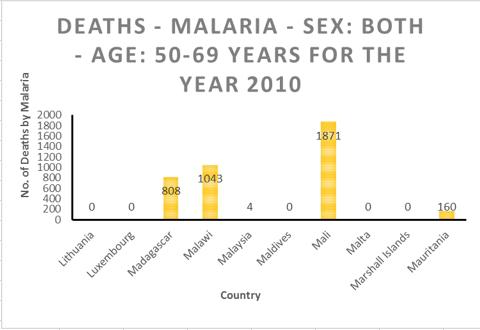 DEATHS - MALARIA - SEX: BOTH
- AGE: 50-69 YEARS FOR THE
YEAR 2010
No. of Deaths by Malaria
2000
1800
1600
1400
1200
1000
800
600
400
200
0
0
0
808
1043
4
0
1871
0
0
160
Lithuania
Luxembourg
Madagascar
Malawi
Malaysia
Maldives
Mali
Malta
Marshall Islands
Mauritania
Country